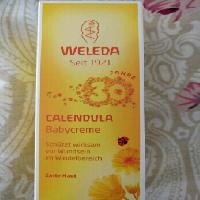 WELEDA
Seit 1921
30 JAHRE
CALENDULA
Babycreme
Schützt wirksam
vor Wundsein
im Windelbereich
Zarte Haut